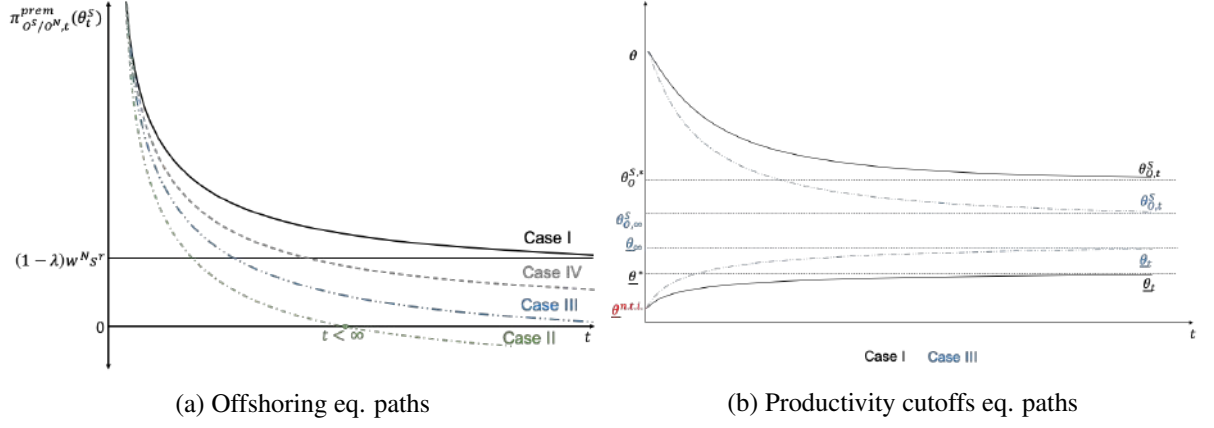 π^{prem}_{O^S/O^N,t}(θ^S_t)
Case I
(1 − λ)w^N s^r
Case IV
Case III
0
t < ∞
Case II
t
(a) Offshoring eq. paths
θ
θ^{S,*}_O
θ^S_{O,t}
θ^S_{O,t}
θ^S_{O,∞}
θ_∞
θ_t
θ^*
θ_t
θ^{n.t.i.}
t
Case I Case III
(b) Productivity cutoffs eq. paths